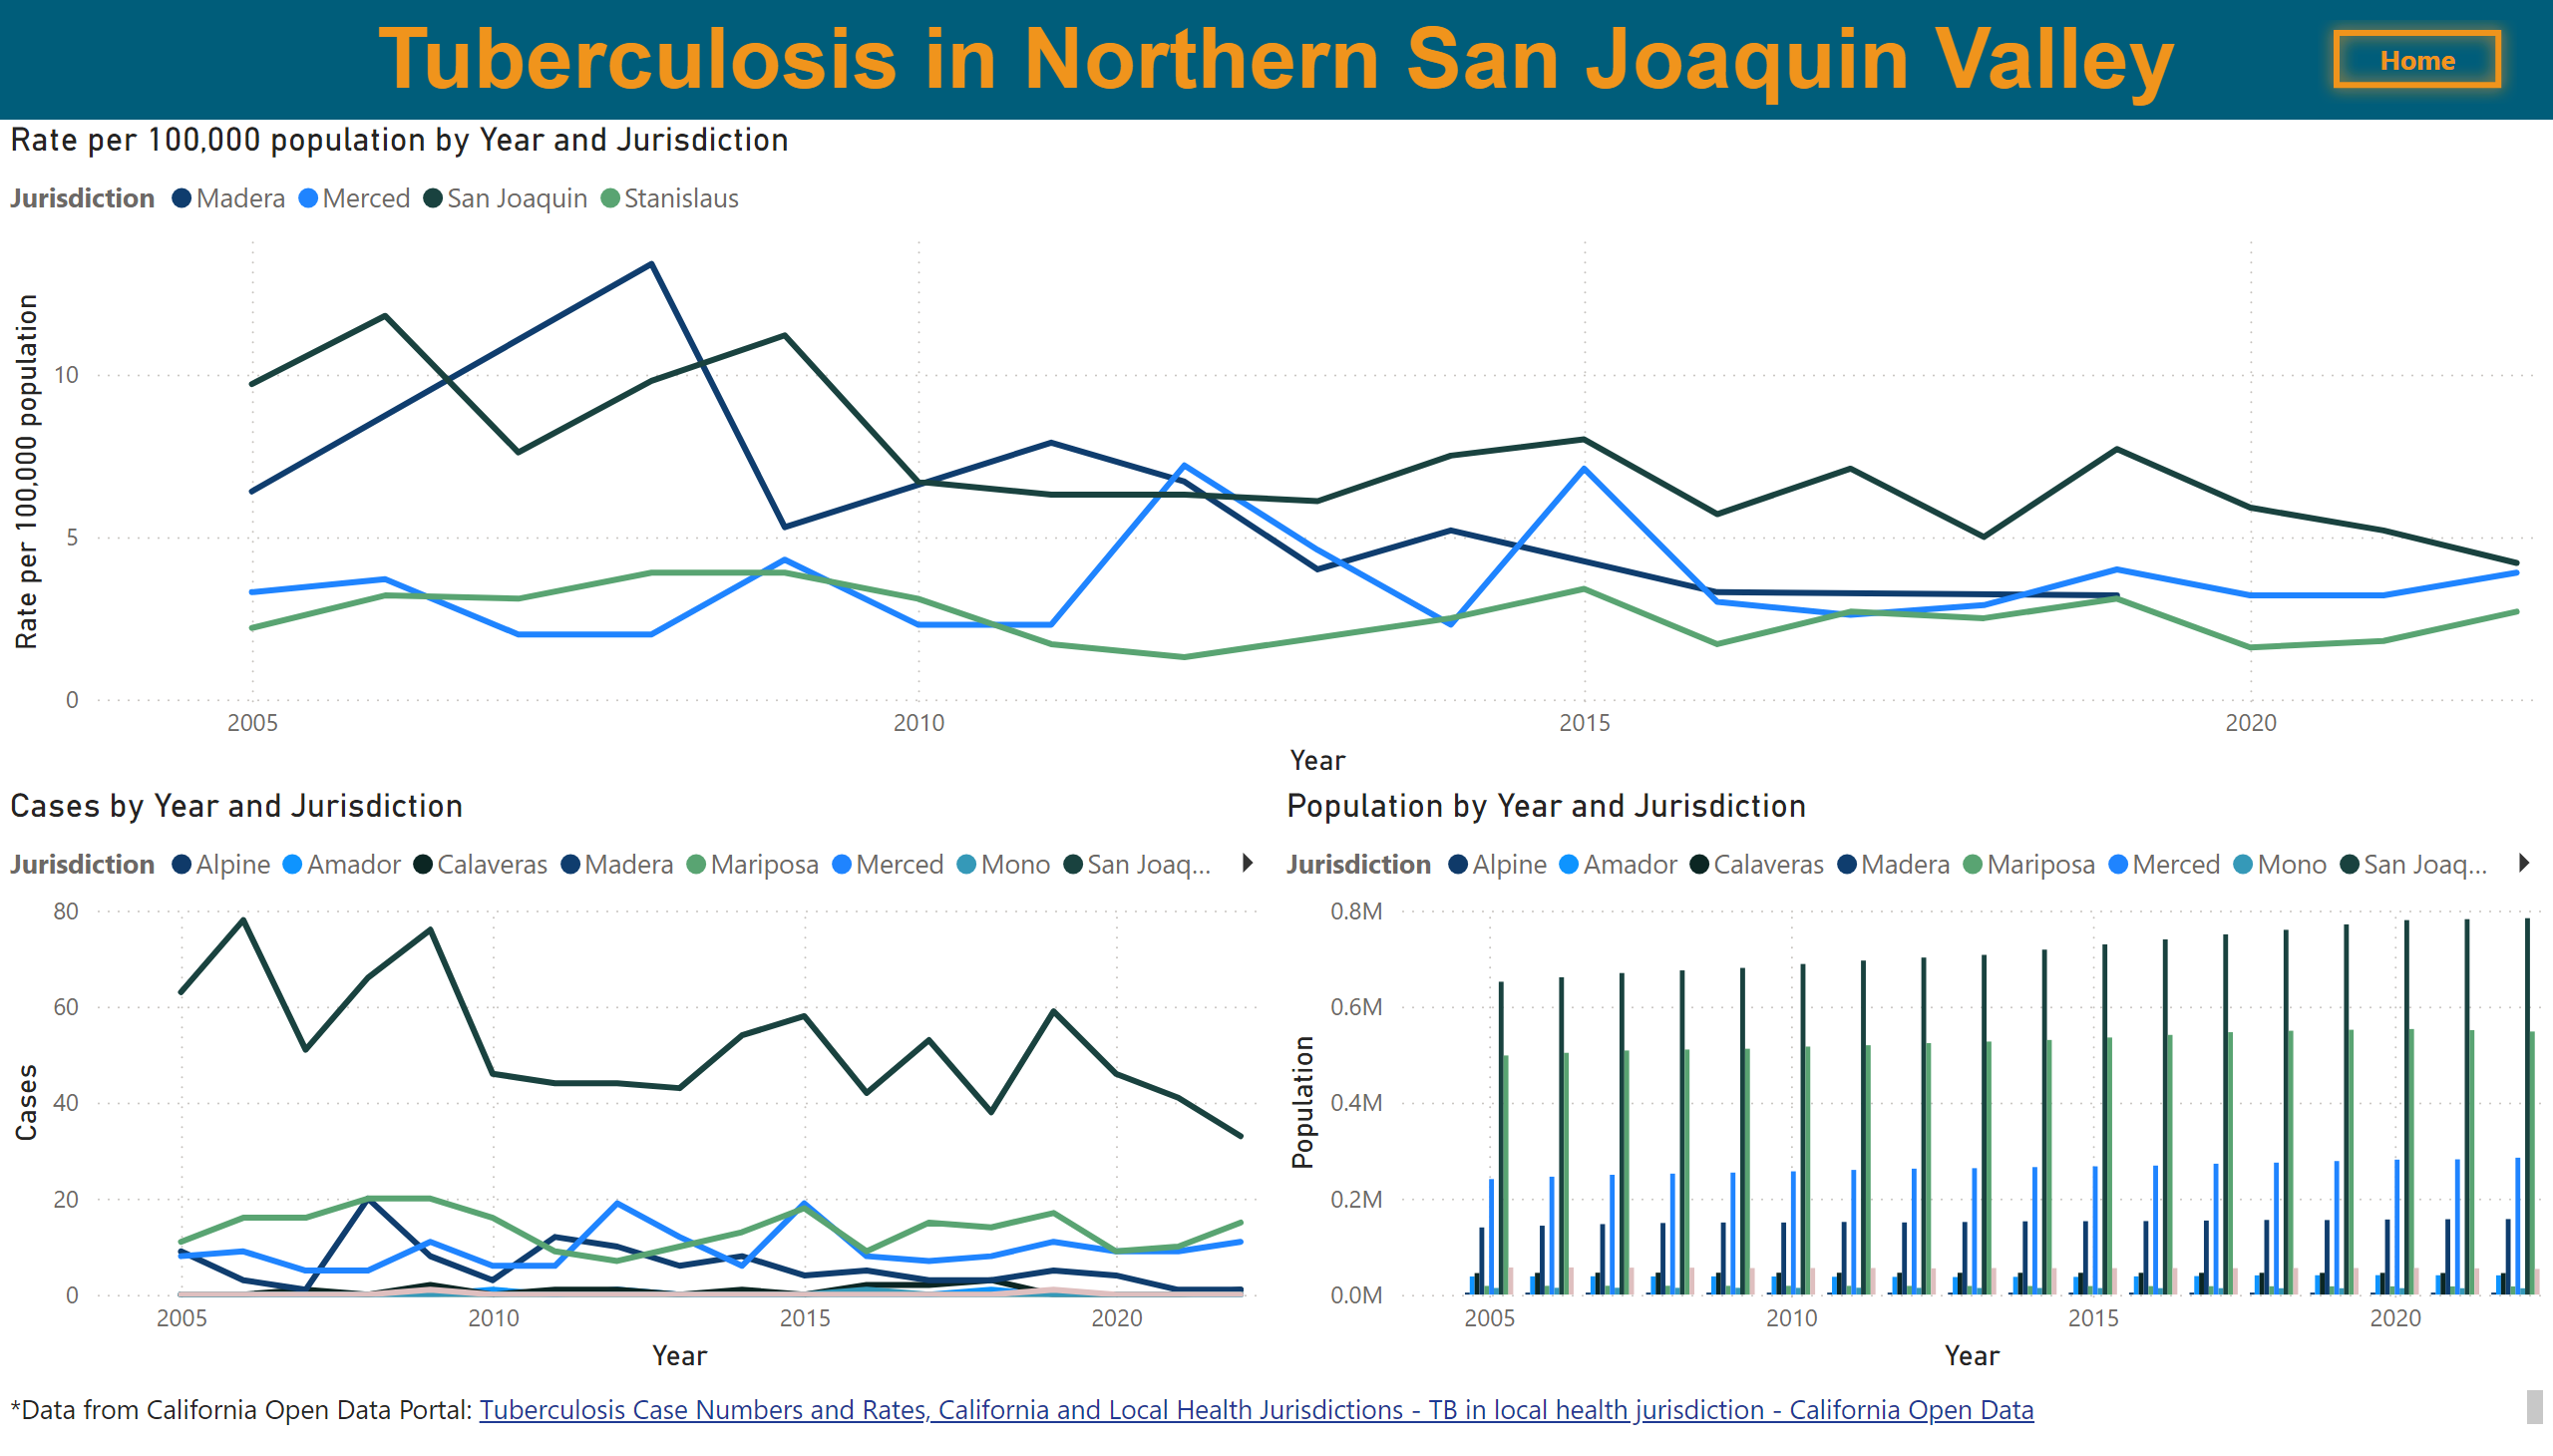 Tuberculosis in Northern San Joaquin Valley
Home
Rate per 100,000 population by Year and Jurisdiction
Jurisdiction Madera Merced San Joaquin Stanislaus
Rate per 100,000 population
10
5
0
2005 2010 2015 2020
Year
Cases by Year and Jurisdiction
Jurisdiction Alpine Amador Calaveras Madera Mariposa Merced Mono San Joaq...
Cases
80
60
40
20
0
2005 2010 2015 2020
Year
Population by Year and Jurisdiction
Jurisdiction Alpine Amador Calaveras Madera Mariposa Merced Mono San Joaq...
Population
0.8M
0.6M
0.4M
0.2M
0.0M
2005 2010 2015 2020
Year
*Data from California Open Data Portal: Tuberculosis Case Numbers and Rates, California and Local Health Jurisdictions - TB in local health jurisdiction - California Open Data